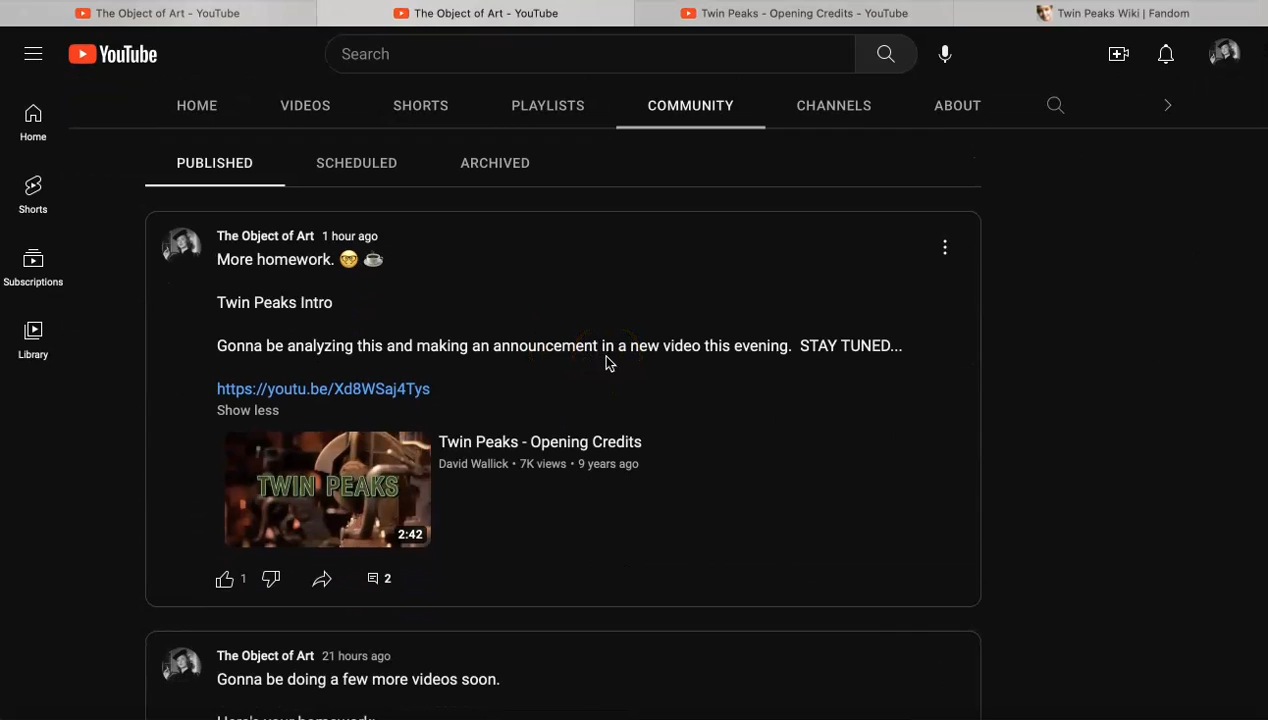 The Object of Art - YouTube
The Object of Art - YouTube
Twin Peaks - Opening Credits - YouTube
Twin Peaks Wiki | Fandom
YouTube
Search
HOME
VIDEOS
SHORTS
PLAYLISTS
COMMUNITY
CHANNELS
ABOUT
Home
Shorts
Subscriptions
Library
PUBLISHED
SCHEDULED
ARCHIVED
The Object of Art 1 hour ago
More homework. 🤓 ☕
Twin Peaks Intro
Gonna be analyzing this and making an announcement in a new video this evening. STAY TUNED...
https://youtu.be/Xd8WSaj4Tys
Show less
TWIN PEAKS
2:42
Twin Peaks - Opening Credits
David Wallick • 7K views • 9 years ago
1
2
The Object of Art 21 hours ago
Gonna be doing a few more videos soon.
Here's your homework: